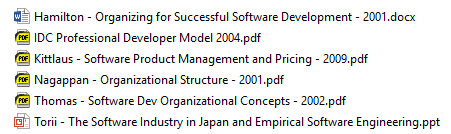 Hamilton - Organizing for Successful Software Development - 2001.docx
IDC Professional Developer Model 2004.pdf
Kittlaus - Software Product Management and Pricing - 2009.pdf
Nagappan - Organizational Structure - 2001.pdf
Thomas - Software Dev Organizational Concepts - 2002.pdf
Torii - The Software Industry in Japan and Empirical Software Engineering.ppt